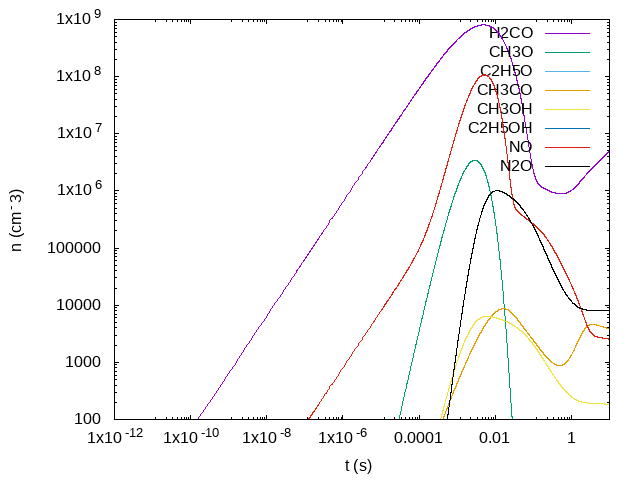 1x10^9
1x10^8
1x10^7
1x10^6
100000
10000
1000
100
1x10^-12
1x10^-10
1x10^-8
1x10^-6
0.0001
0.01
1
n (cm^-3)
t (s)
H2CO
CH3O
C2H5O
CH3CO
CH3OH
C2H5OH
NO
N2O